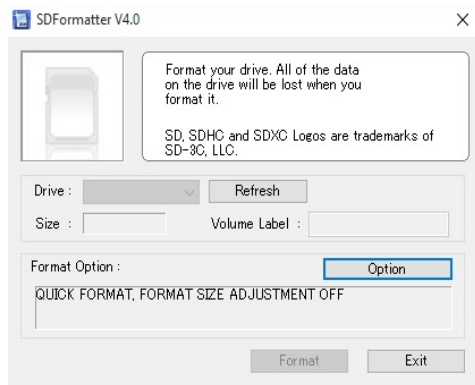 SDFormatter V4.0
Format your drive. All of the data
on the drive will be lost when you
format it.
SD, SDHC and SDXC Logos are trademarks of
SD-3C, LLC.
Drive :
Refresh
Size :
Volume Label :
Format Option :
Option
QUICK FORMAT, FORMAT SIZE ADJUSTMENT OFF
Format
Exit